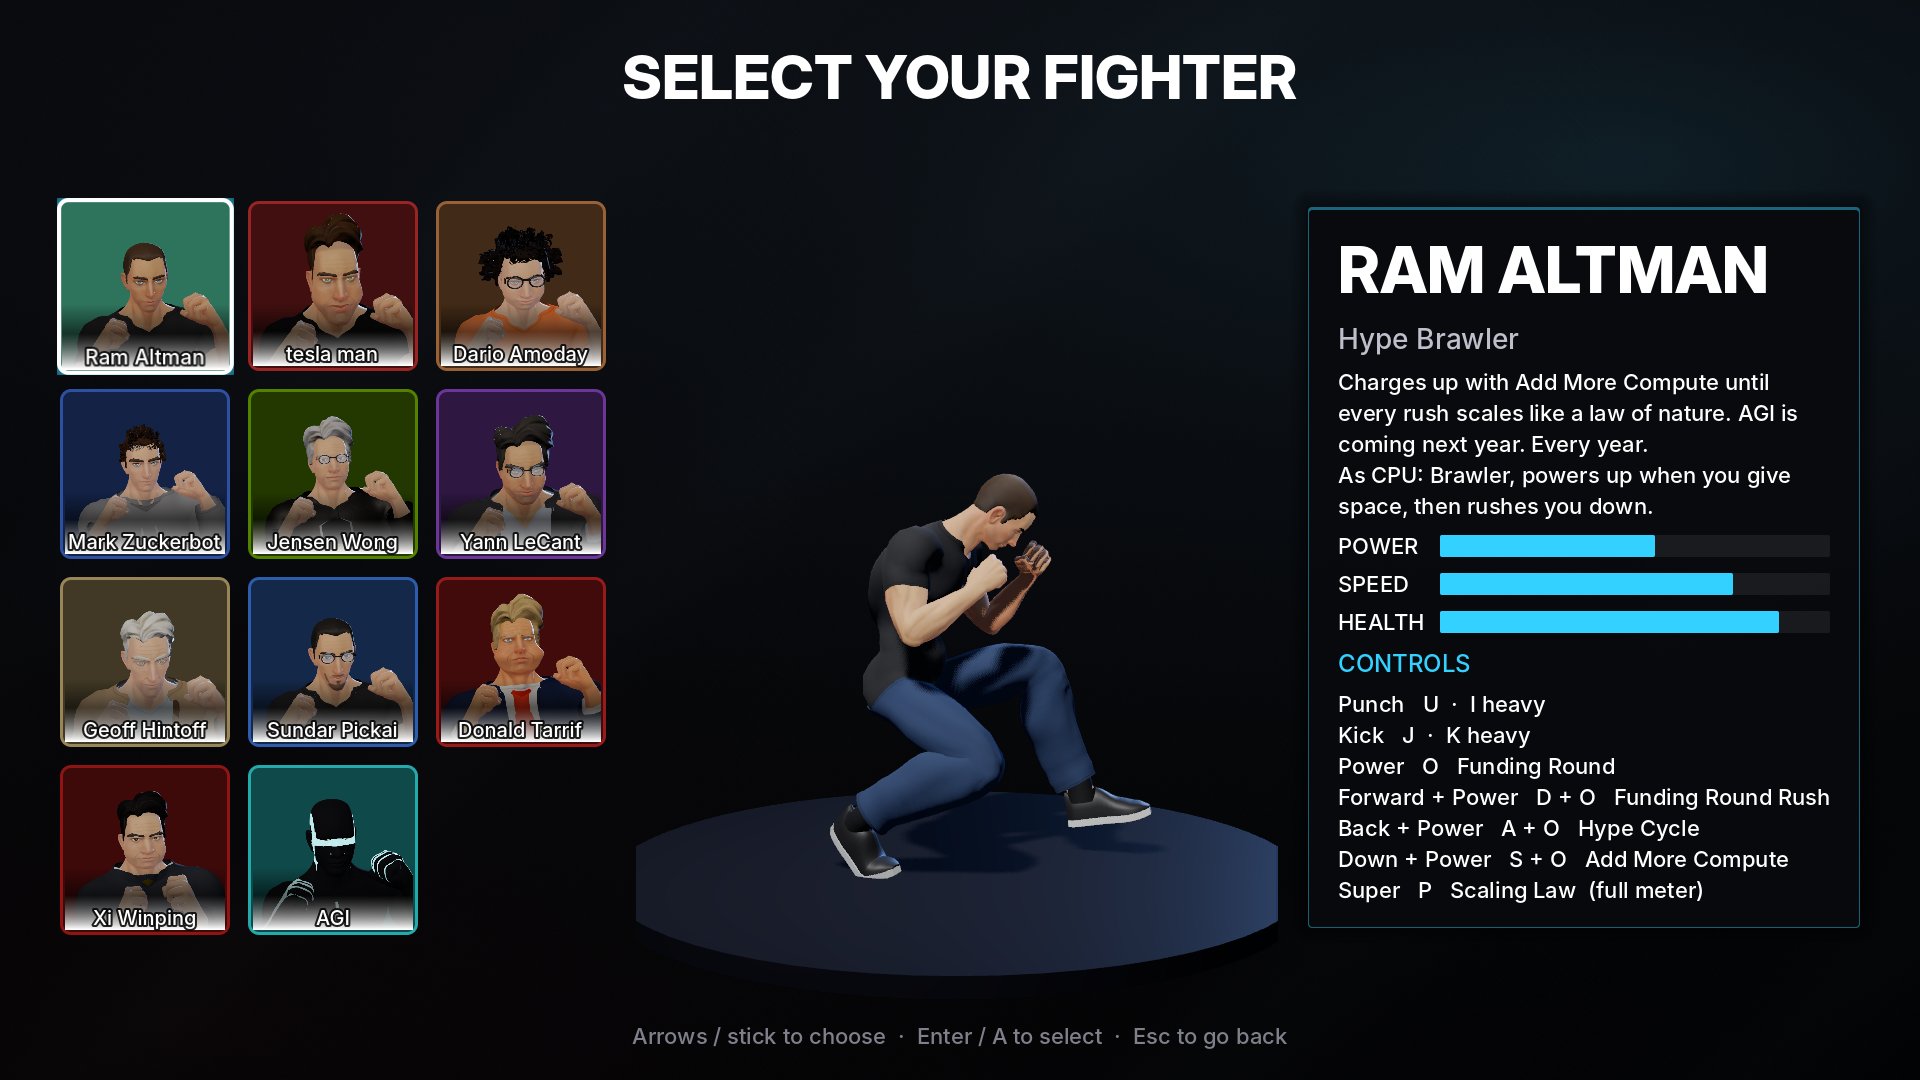 SELECT YOUR FIGHTER
Ram Altman
tesla man
Dario Amoday
Mark Zuckerbot
Jensen Wong
Yann LeCant
Geoff Hintoff
Sundar Pickai
Donald Tarrif
Xi Winping
AGI
RAM ALTMAN
Hype Brawler
Charges up with Add More Compute until
every rush scales like a law of nature. AGI is
coming next year. Every year.
As CPU: Brawler, powers up when you give
space, then rushes you down.
POWER
SPEED
HEALTH
CONTROLS
Punch U · I heavy
Kick J · K heavy
Power O Funding Round
Forward + Power D + O Funding Round Rush
Back + Power A + O Hype Cycle
Down + Power S + O Add More Compute
Super P Scaling Law (full meter)
Arrows / stick to choose · Enter / A to select · Esc to go back